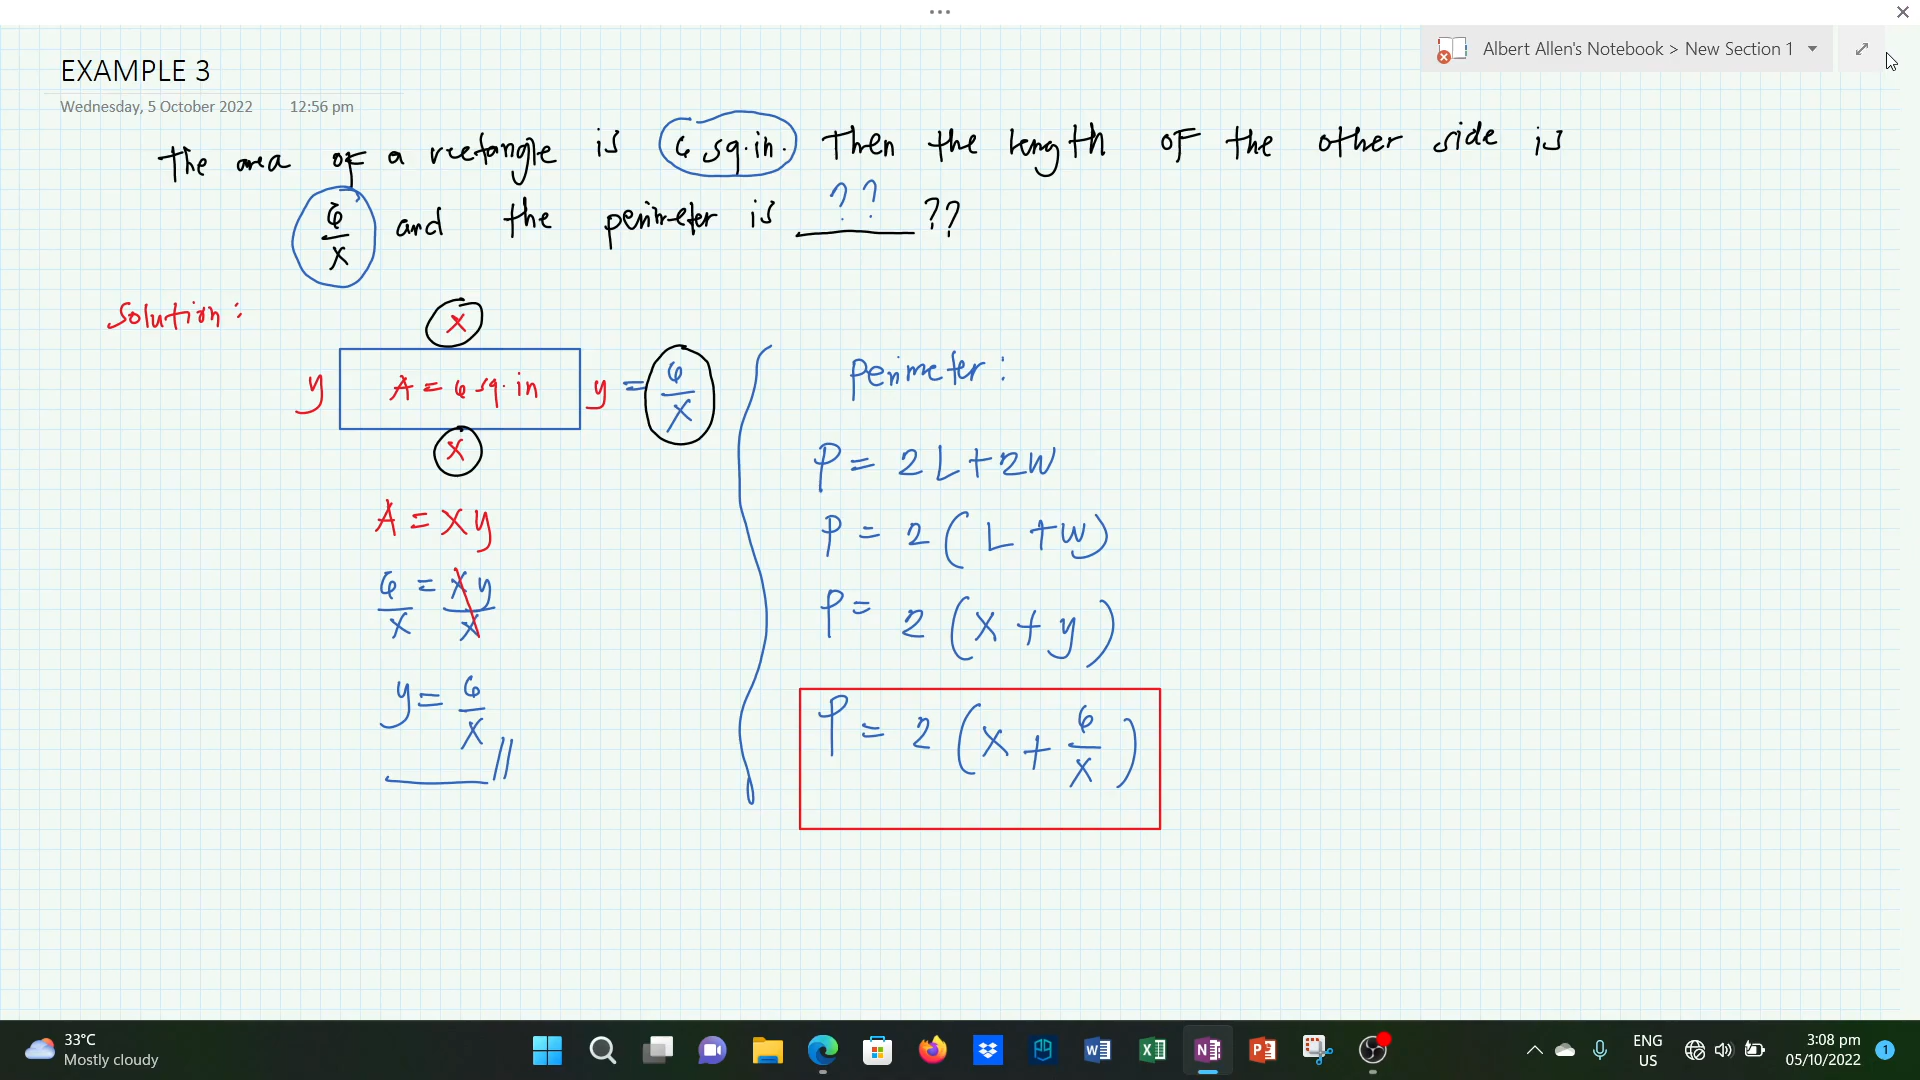 Albert Allen's Notebook > New Section 1
EXAMPLE 3
Wednesday, 5 October 2022 12:56 pm
The area of a rectangle is 6 sq.in. Then the length of the other side is
6/x and the perimeter is ?? ??
Solution:
x
y A = 6 sq.in y = 6/x
x
A = xy
6/x = xy/x
y = 6/x
Perimeter:
P = 2L + 2W
P = 2 ( L + W )
P = 2 ( x + y )
P = 2 ( x + 6/x )
33°C
Mostly cloudy
ENG
US
3:08 pm
05/10/2022
1